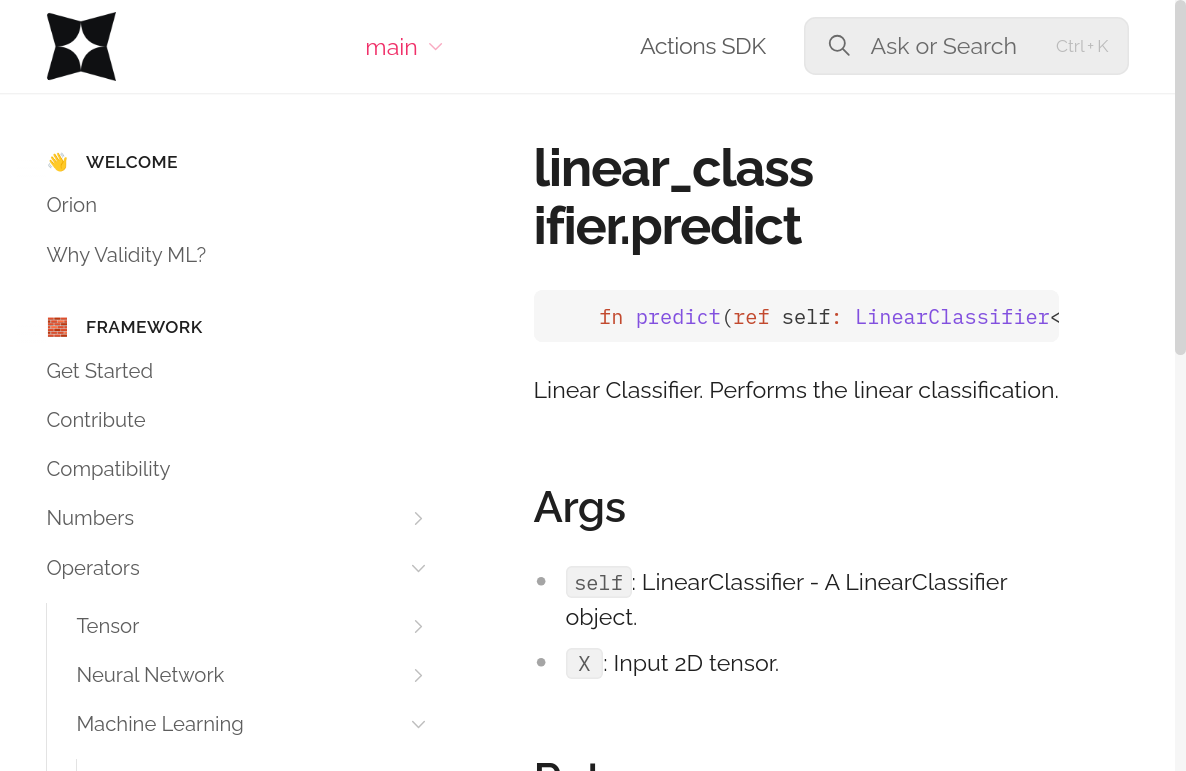 main
Actions SDK
Ask or Search
Ctrl + K
WELCOME
Orion
Why Validity ML?
FRAMEWORK
Get Started
Contribute
Compatibility
Numbers
Operators
Tensor
Neural Network
Machine Learning
linear_class
ifier.predict
fn predict(ref self: LinearClassifier<
Linear Classifier. Performs the linear classification.
Args
self: LinearClassifier - A LinearClassifier
object.
X: Input 2D tensor.